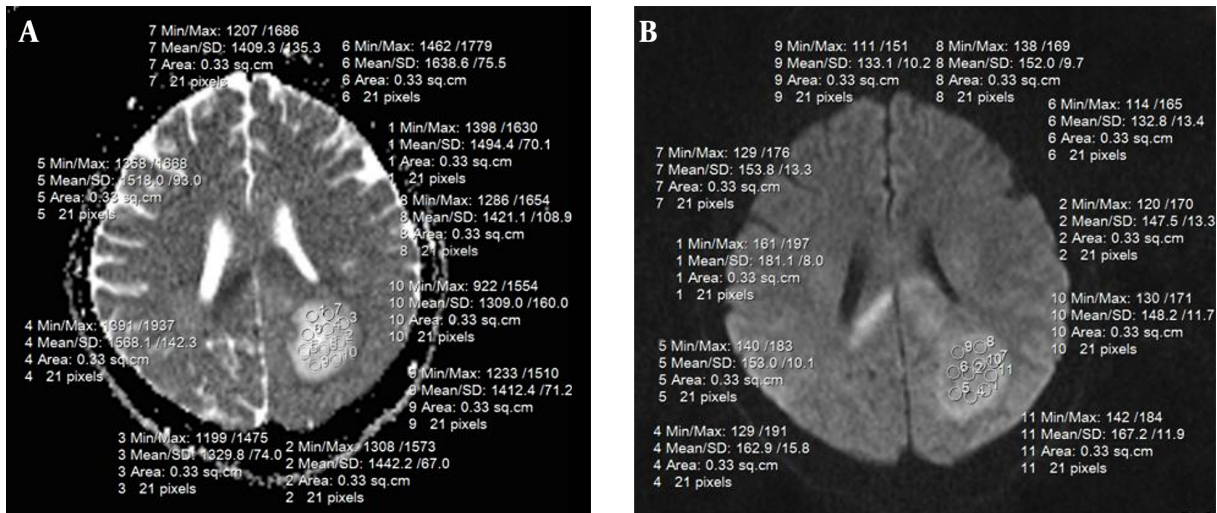 A
7 Min/Max: 1207 /1686
7 Mean/SD: 1409.3 /135.3
7 Area: 0.33 sq.cm
7 21 pixels
6 Min/Max: 1462 /1779
6 Mean/SD: 1638.6 /75.5
6 Area: 0.33 sq.cm
6 21 pixels
1 Min/Max: 1398 /1630
1 Mean/SD: 1494.4 /70.1
1 Area: 0.33 sq.cm
1 21 pixels
5 Min/Max: 1358 /1668
5 Mean/SD: 1518.0 /93.0
5 Area: 0.33 sq.cm
5 21 pixels
8 Min/Max: 1286 /1654
8 Mean/SD: 1421.1 /108.9
8 Area: 0.33 sq.cm
8 21 pixels
10 Min/Max: 922 /1554
10 Mean/SD: 1309.0 /160.0
10 Area: 0.33 sq.cm
10 21 pixels
4 Min/Max: 1391 /1937
4 Mean/SD: 1568.1 /142.3
4 Area: 0.33 sq.cm
4 21 pixels
9 Min/Max: 1233 /1510
9 Mean/SD: 1412.4 /71.2
9 Area: 0.33 sq.cm
9 21 pixels
3 Min/Max: 1199 /1475
3 Mean/SD: 1329.8 /74.0
3 Area: 0.33 sq.cm
3 21 pixels
2 Min/Max: 1308 /1573
2 Mean/SD: 1442.2 /67.0
2 Area: 0.33 sq.cm
2 21 pixels
B
9 Min/Max: 111 /151
9 Mean/SD: 133.1 /10.2
9 Area: 0.33 sq.cm
9 21 pixels
8 Min/Max: 138 /169
8 Mean/SD: 152.0 /9.7
8 Area: 0.33 sq.cm
8 21 pixels
6 Min/Max: 114 /165
6 Mean/SD: 132.8 /13.4
6 Area: 0.33 sq.cm
6 21 pixels
7 Min/Max: 129 /176
7 Mean/SD: 153.8 /13.3
7 Area: 0.33 sq.cm
7 21 pixels
2 Min/Max: 120 /170
2 Mean/SD: 147.5 /13.3
2 Area: 0.33 sq.cm
2 21 pixels
1 Min/Max: 161 /197
1 Mean/SD: 181.1 /8.0
1 Area: 0.33 sq.cm
1 21 pixels
10 Min/Max: 130 /171
10 Mean/SD: 148.2 /11.7
10 Area: 0.33 sq.cm
10 21 pixels
5 Min/Max: 140 /183
5 Mean/SD: 153.0 /10.1
5 Area: 0.33 sq.cm
5 21 pixels
11 Min/Max: 142 /184
11 Mean/SD: 167.2 /11.9
11 Area: 0.33 sq.cm
11 21 pixels
4 Min/Max: 129 /191
4 Mean/SD: 162.9 /15.8
4 Area: 0.33 sq.cm
4 21 pixels
9 8
10 7
6 2 11
5 4 1